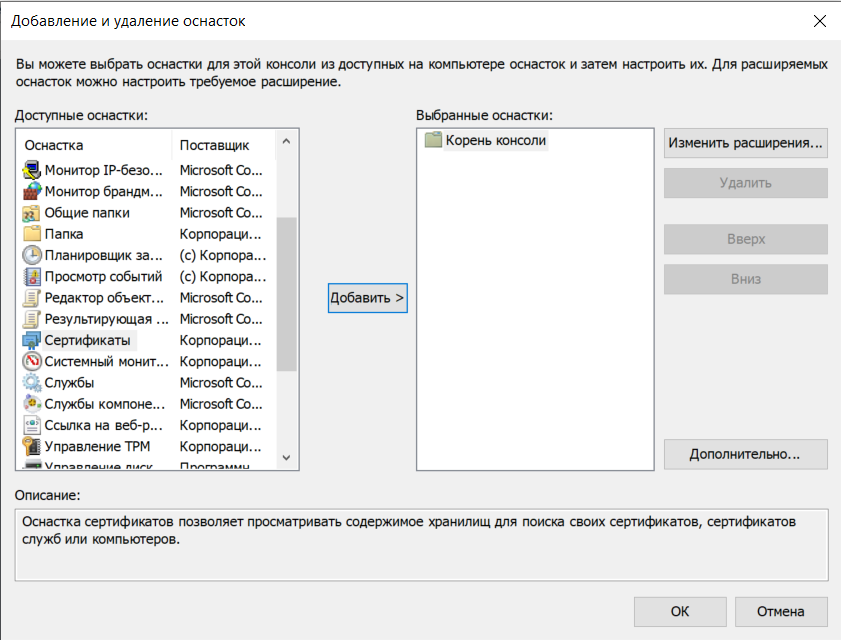 Добавление и удаление оснасток
Вы можете выбрать оснастки для этой консоли из доступных на компьютере оснасток и затем настроить их. Для расширяемых
оснасток можно настроить требуемое расширение.
Доступные оснастки:
Оснастка Поставщик
Монитор IP-безо... Microsoft Co...
Монитор брандм... Microsoft Co...
Общие папки Microsoft Co...
Папка Корпораци...
Планировщик за... (c) Корпора...
Просмотр событий (c) Корпора...
Редактор объект... Microsoft Co...
Результирующая ... Microsoft Co...
Сертификаты Корпораци...
Системный монит... Корпораци...
Службы Microsoft Co...
Службы компоне... Microsoft Co...
Ссылка на веб-р... Корпораци...
Управление TPM Корпораци...
Управление диск... Программн...
Добавить >
Выбранные оснастки:
Корень консоли
Изменить расширения...
Удалить
Вверх
Вниз
Дополнительно...
Описание:
Оснастка сертификатов позволяет просматривать содержимое хранилищ для поиска своих сертификатов, сертификатов
служб или компьютеров.
ОК
Отмена